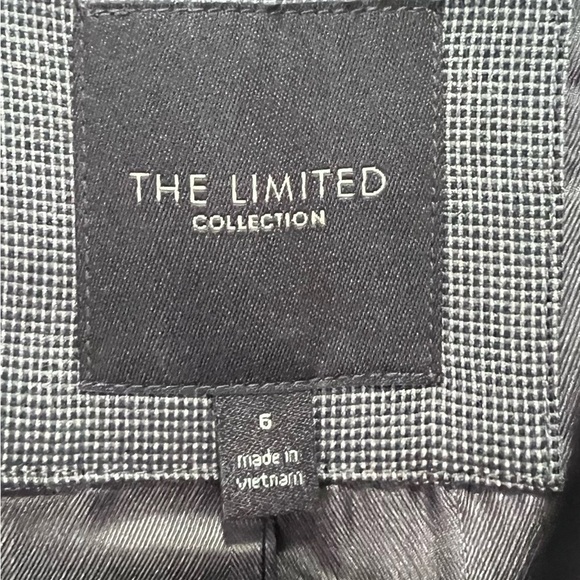 THE LIMITED
COLLECTION
6
made in
vietnam